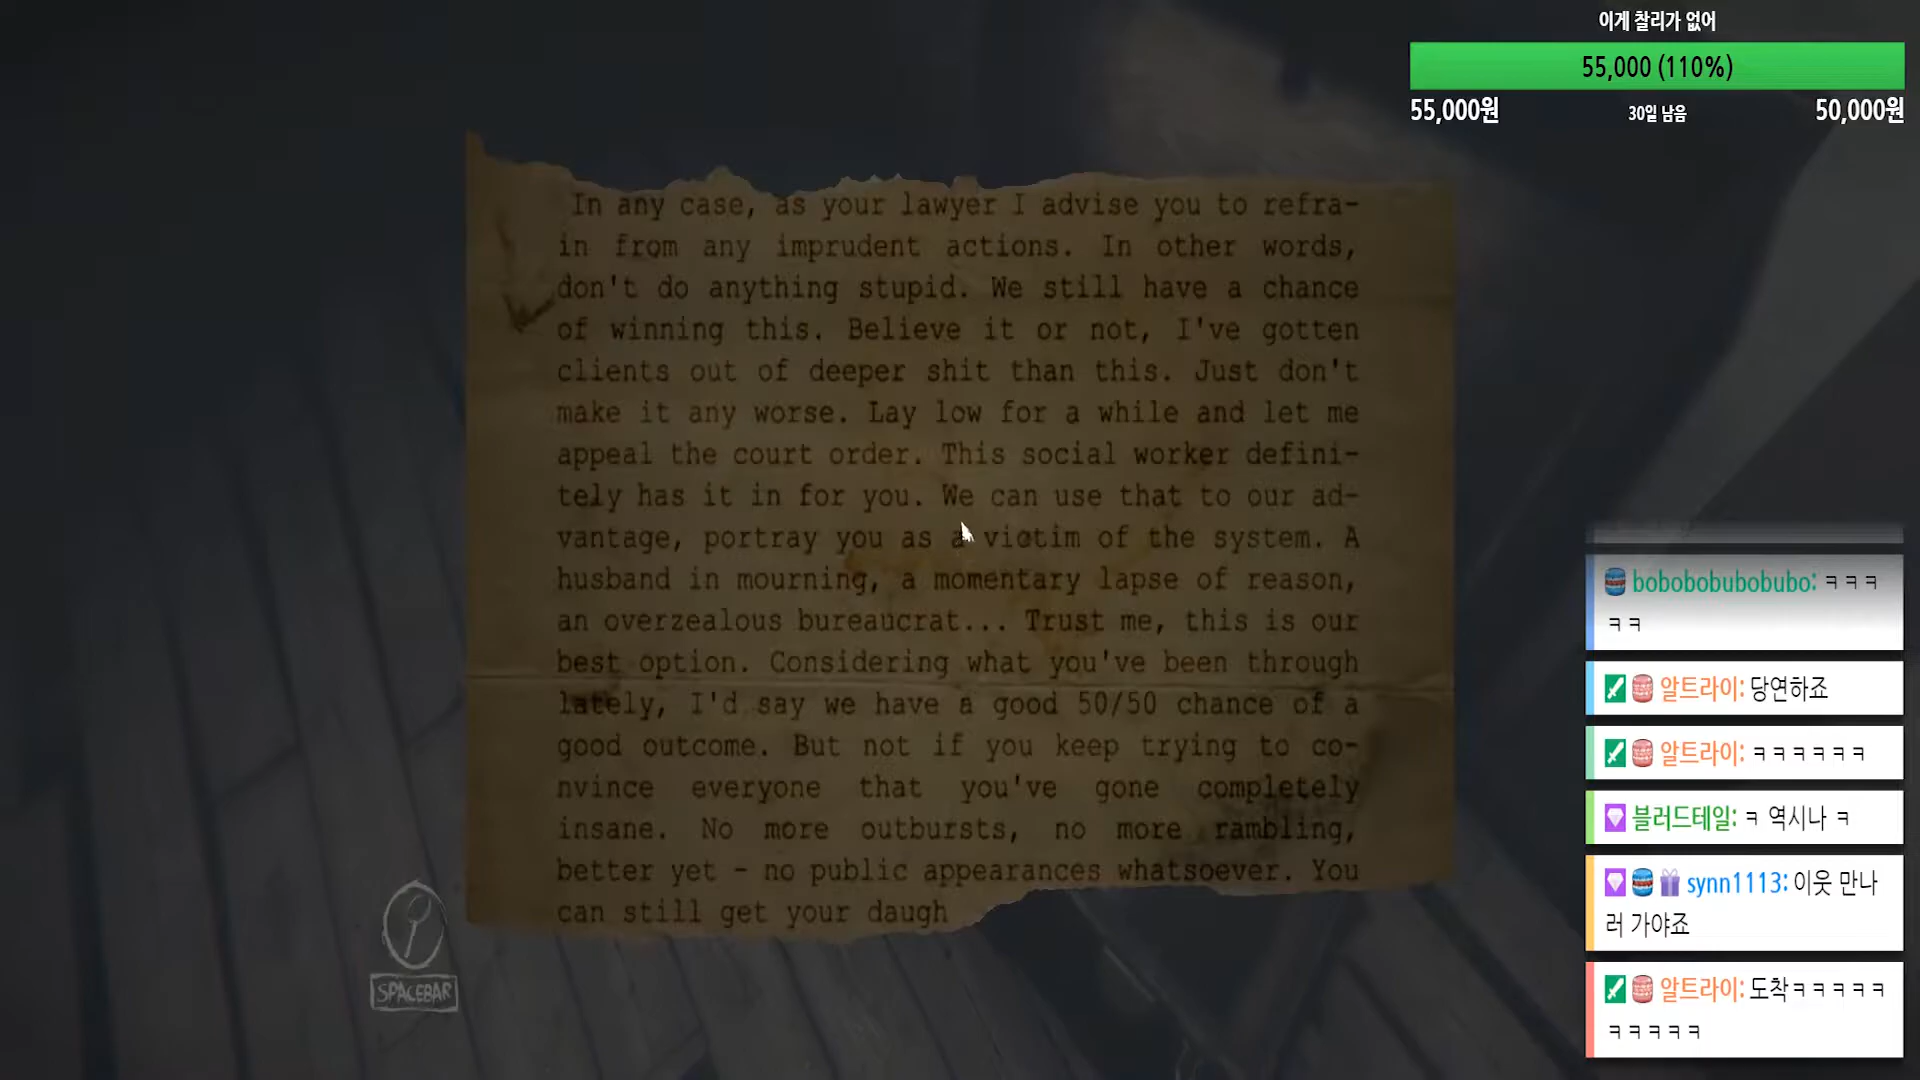 이게 찰리가 없어
55,000 (110%)
55,000원
30일 남음
50,000원
In any case, as your lawyer I advise you to refra-
in from any imprudent actions. In other words,
don't do anything stupid. We still have a chance
of winning this. Believe it or not, I've gotten
clients out of deeper shit than this. Just don't
make it any worse. Lay low for a while and let me
appeal the court order. This social worker defini-
tely has it in for you. We can use that to our ad-
vantage, portray you as a victim of the system. A
husband in mourning, a momentary lapse of reason,
an overzealous bureaucrat... Trust me, this is our
best option. Considering what you've been through
lately, I'd say we have a good 50/50 chance of a
good outcome. But not if you keep trying to co-
nvince everyone that you've gone completely
insane. No more outbursts, no more rambling,
better yet - no public appearances whatsoever. You
can still get your daugh
SPACEBAR
bobobobubobubo: ㅋㅋㅋ
ㅋㅋ
알트라이: 당연하죠
알트라이: ㅋㅋㅋㅋㅋㅋ
블러드테일: ㅋ 역시나 ㅋ
synn1113: 이웃 만나
러 가야죠
알트라이: 도착ㅋㅋㅋㅋㅋ
ㅋㅋㅋㅋㅋ